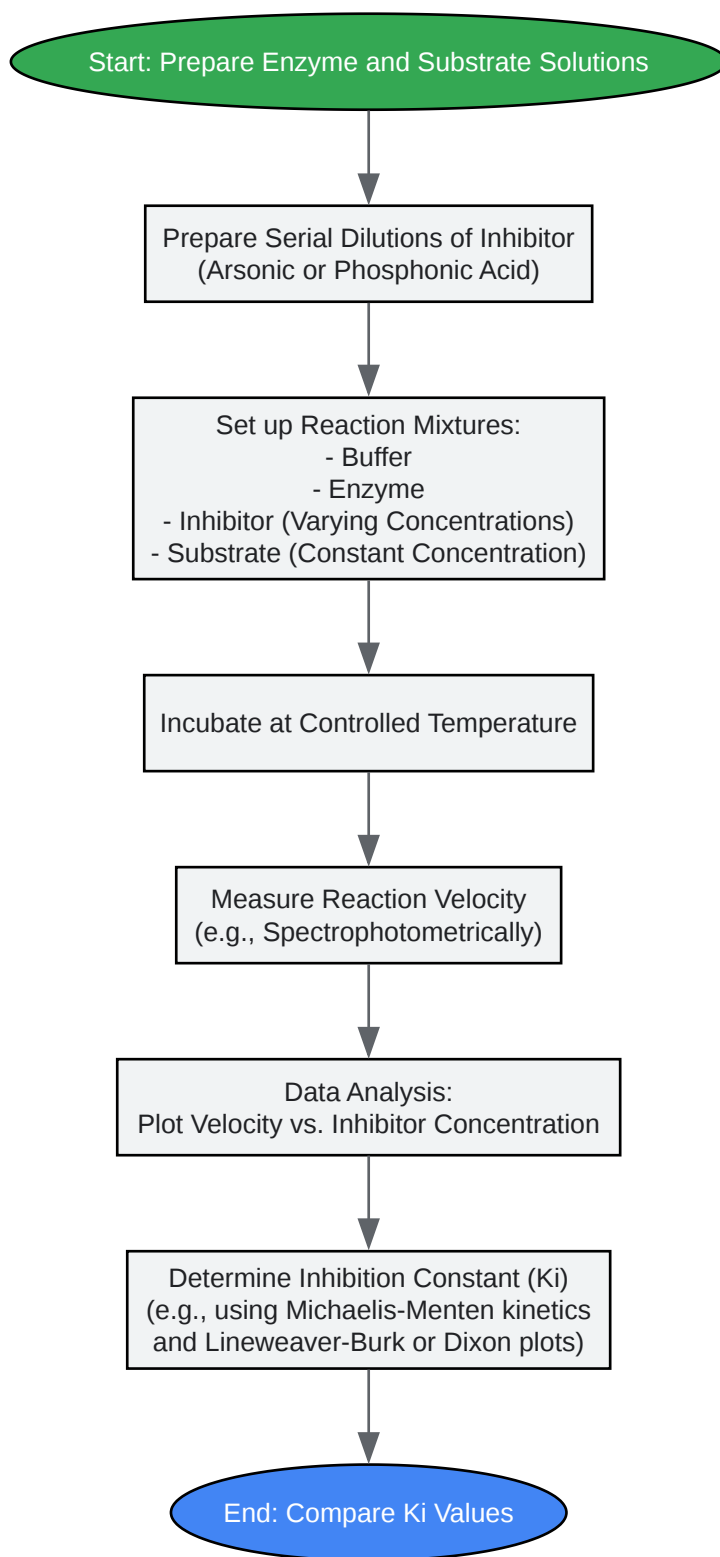 Start: Prepare Enzyme and Substrate Solutions
Prepare Serial Dilutions of Inhibitor
(Arsonic or Phosphonic Acid)
Set up Reaction Mixtures:
- Buffer
- Enzyme
- Inhibitor (Varying Concentrations)
- Substrate (Constant Concentration)
Incubate at Controlled Temperature
Measure Reaction Velocity
(e.g., Spectrophotometrically)
Data Analysis:
Plot Velocity vs. Inhibitor Concentration
Determine Inhibition Constant (Ki)
(e.g., using Michaelis-Menten kinetics
and Lineweaver-Burk or Dixon plots)
End: Compare Ki Values